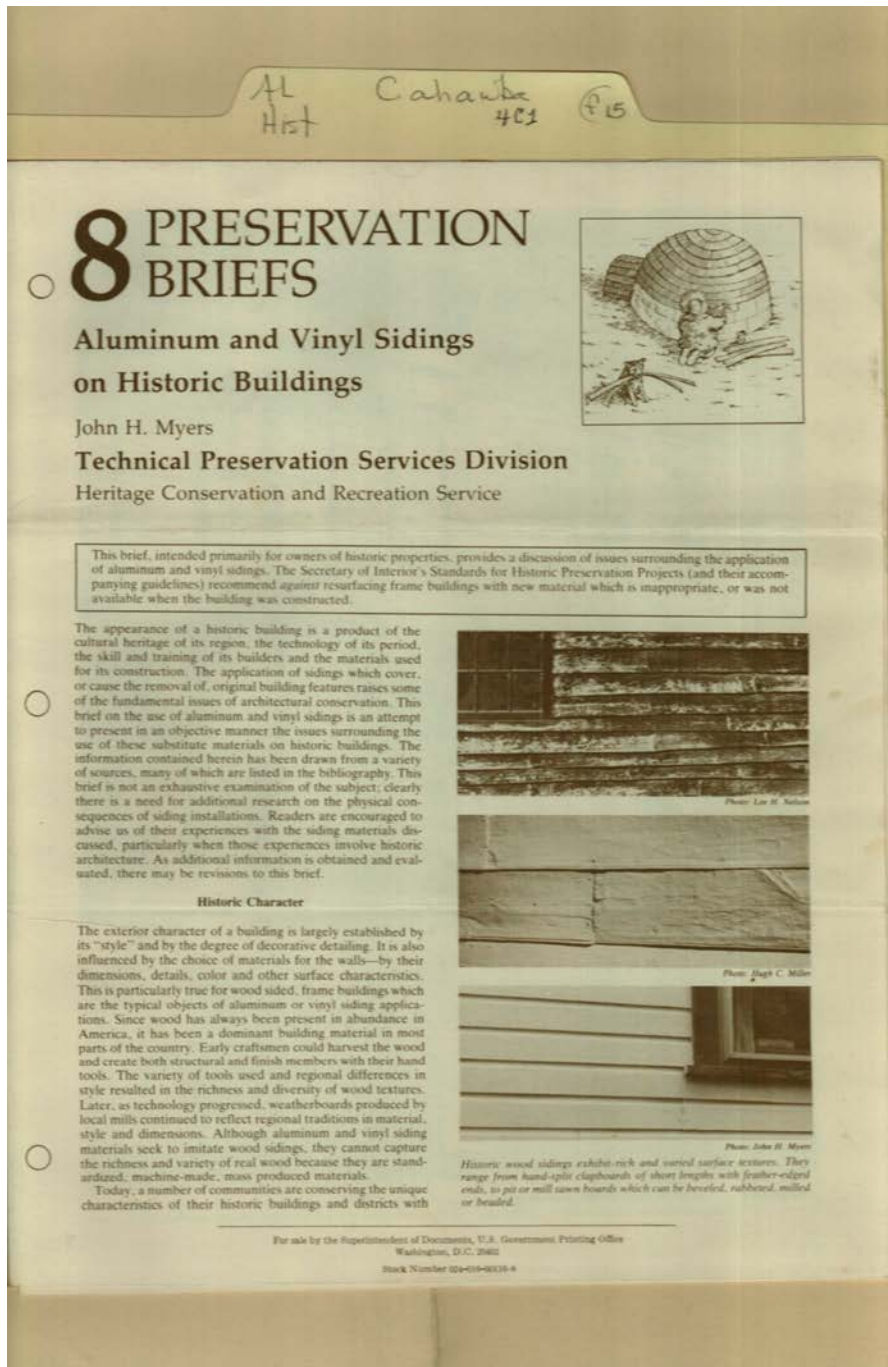 AL Cahawba
Hist 4C1 f 15
8 PRESERVATION
BRIEFS
Aluminum and Vinyl Sidings
on Historic Buildings
John H. Myers
Technical Preservation Services Division
Heritage Conservation and Recreation Service
This brief, intended primarily for owners of historic properties, provides a discussion of issues surrounding the application
of aluminum and vinyl sidings. The Secretary of Interior's Standards for Historic Preservation Projects (and their accom-
panying guidelines) recommend against resurfacing frame buildings with new material which is inappropriate, or was not
available when the building was constructed.
The appearance of a historic building is a product of the
cultural heritage of its region, the technology of its period,
the skill and training of its builders and the materials used
for its construction. The application of sidings which cover,
or cause the removal of, original building features raises some
of the fundamental issues of architectural conservation. This
brief on the use of aluminum and vinyl sidings is an attempt
to present in an objective manner the issues surrounding the
use of these substitute materials on historic buildings. The
information contained herein has been drawn from a variety
of sources, many of which are listed in the bibliography. This
brief is not an exhaustive examination of the subject; clearly
there is a need for additional research on the physical con-
sequences of siding installations. Readers are encouraged to
advise us of their experiences with the siding materials dis-
cussed, particularly when those experiences involve historic
architecture. As additional information is obtained and eval-
uated, there may be revisions to this brief.
Historic Character
The exterior character of a building is largely established by
its "style" and by the degree of decorative detailing. It is also
influenced by the choice of materials for the walls—by their
dimensions, details, color and other surface characteristics.
This is particularly true for wood sided, frame buildings which
are the typical objects of aluminum or vinyl siding applica-
tions. Since wood has always been present in abundance in
America, it has been a dominant building material in most
parts of the country. Early craftsmen could harvest the wood
and create both structural and finish members with their hand
tools. The variety of tools used and regional differences in
style resulted in the richness and diversity of wood textures.
Later, as technology progressed, weatherboards produced by
local mills continued to reflect regional traditions in material,
style and dimensions. Although aluminum and vinyl siding
materials seek to imitate wood sidings, they cannot capture
the richness and variety of real wood because they are stand-
ardized, machine-made, mass produced materials.
Today, a number of communities are conserving the unique
characteristics of their historic buildings and districts with
Photo: Lee H. Nelson
Photo: Hugh C. Miller
Photo: John H. Myers
Historic wood sidings exhibit rich and varied surface textures. They
range from hand-split clapboards of short lengths with feather-edged
ends, to pit or mill sawn boards which can be beveled, rabbeted, milled
or beaded.
For sale by the Superintendent of Documents, U.S. Government Printing Office
Washington, D.C. 20402
Stock Number